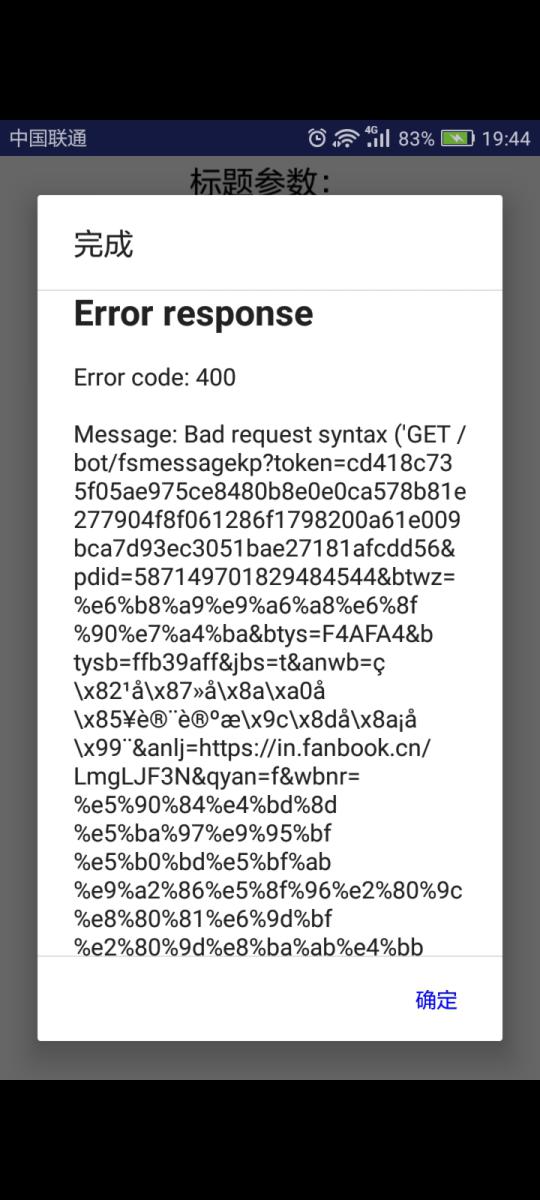 中国联通
4G 83% 19:44
标题参数：
完成
Error response
Error code: 400
Message: Bad request syntax ('GET /
bot/fsmessagekp?token=cd418c73
5f05ae975ce8480b8e0e0ca578b81e
277904f8f061286f1798200a61e009
bca7d93ec3051bae27181afcdd56&
pdid=587149701829484544&btwz=
%e6%b8%a9%e9%a6%a8%e6%8f
%90%e7%a4%ba&btys=F4AFA4&b
tysb=ffb39aff&jbs=t&anwb=ç
\x82¹å\x87»å\x8a\xa0å
\x85¥è®¨è®ºæ\x9c\x8då\x8a¡å
\x99¨&anlj=https://in.fanbook.cn/
LmgLJF3N&qyan=f&wbnr=
%e5%90%84%e4%bd%8d
%e5%ba%97%e9%95%bf
%e5%b0%bd%e5%bf%ab
%e9%a2%86%e5%8f%96%e2%80%9c
%e8%80%81%e6%9d%bf
%e2%80%9d%e8%ba%ab%e4%bb
确定